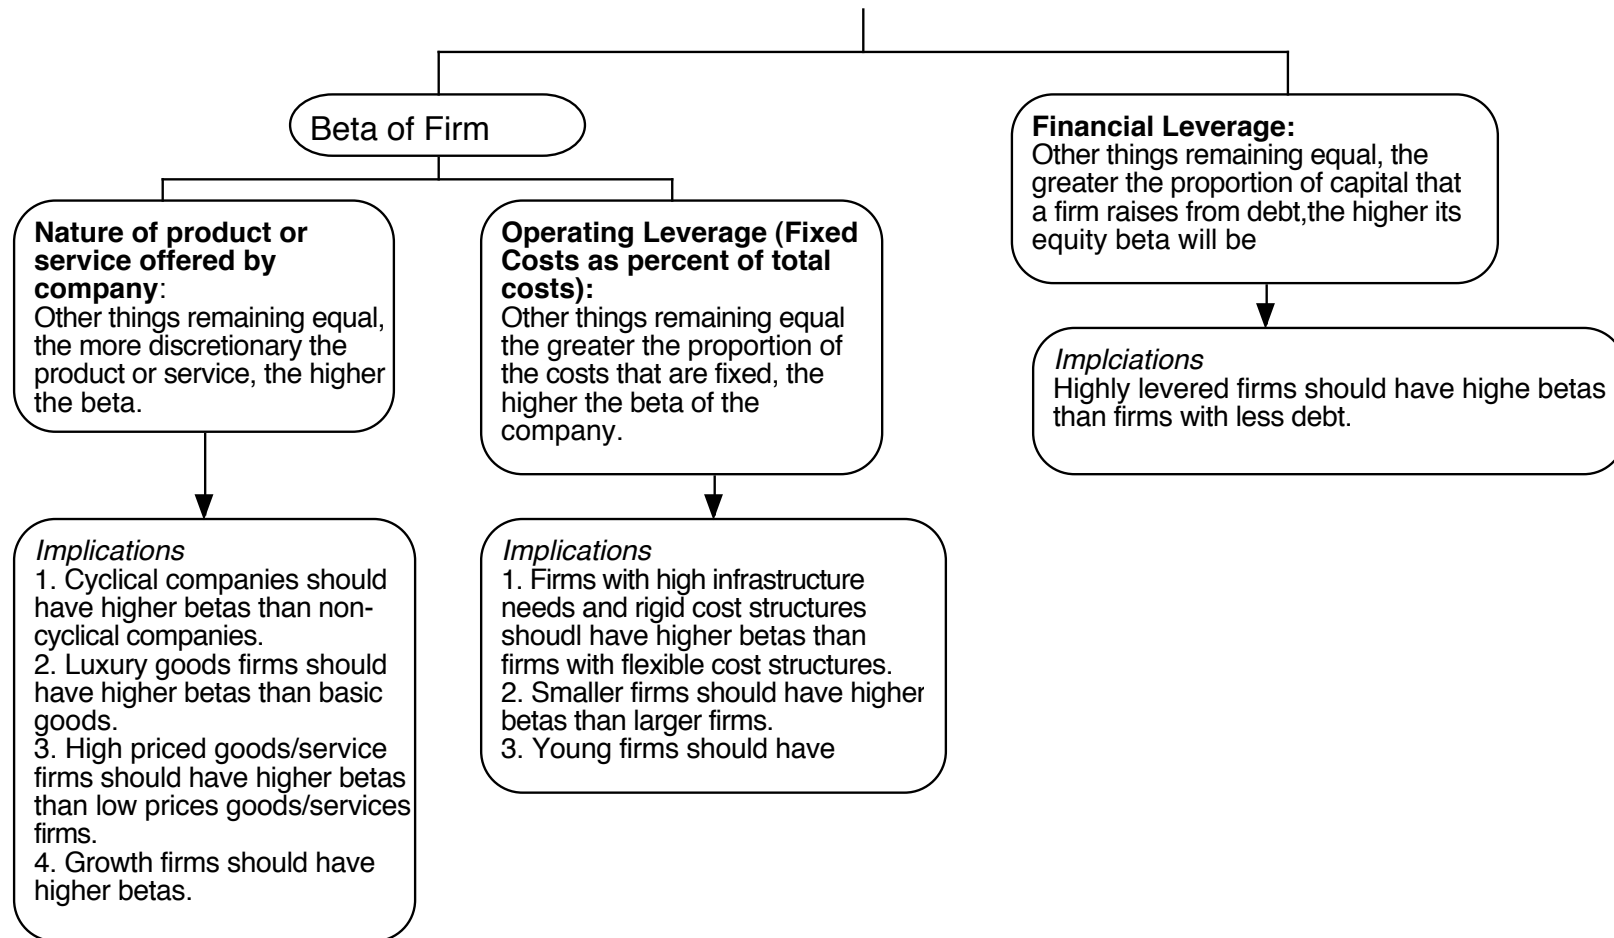 Beta of Firm
Financial Leverage:
Other things remaining equal, the
greater the proportion of capital that
a firm raises from debt,the higher its
equity beta will be
Nature of product or
service offered by
company:
Other things remaining equal,
the more discretionary the
product or service, the higher
the beta.
Operating Leverage (Fixed
Costs as percent of total
costs):
Other things remaining equal
the greater the proportion of
the costs that are fixed, the
higher the beta of the
company.
Implciations
Highly levered firms should have highe betas
than firms with less debt.
Implications
1. Cyclical companies should
have higher betas than non-
cyclical companies.
2. Luxury goods firms should
have higher betas than basic
goods.
3. High priced goods/service
firms should have higher betas
than low prices goods/services
firms.
4. Growth firms should have
higher betas.
Implications
1. Firms with high infrastructure
needs and rigid cost structures
shoudl have higher betas than
firms with flexible cost structures.
2. Smaller firms should have higher
betas than larger firms.
3. Young firms should have